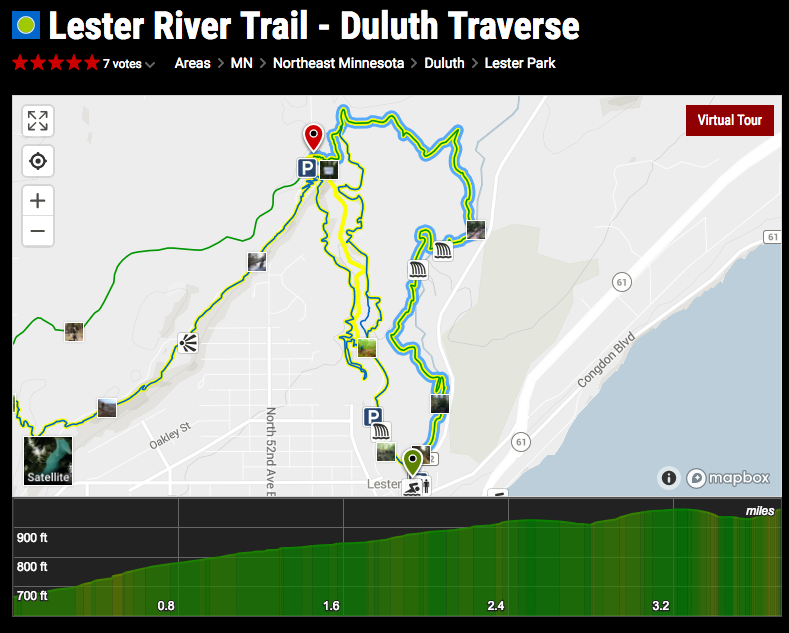 Lester River Trail - Duluth Traverse
7 votes
Areas > MN > Northeast Minnesota > Duluth > Lester Park
Virtual Tour
P
61
61
Congdon Blvd
North 52nd Ave E
Oakley St
P
61
2
Satellite
Lester
i
mapbox
miles
900 ft
800 ft
700 ft
0.8
1.6
2.4
3.2